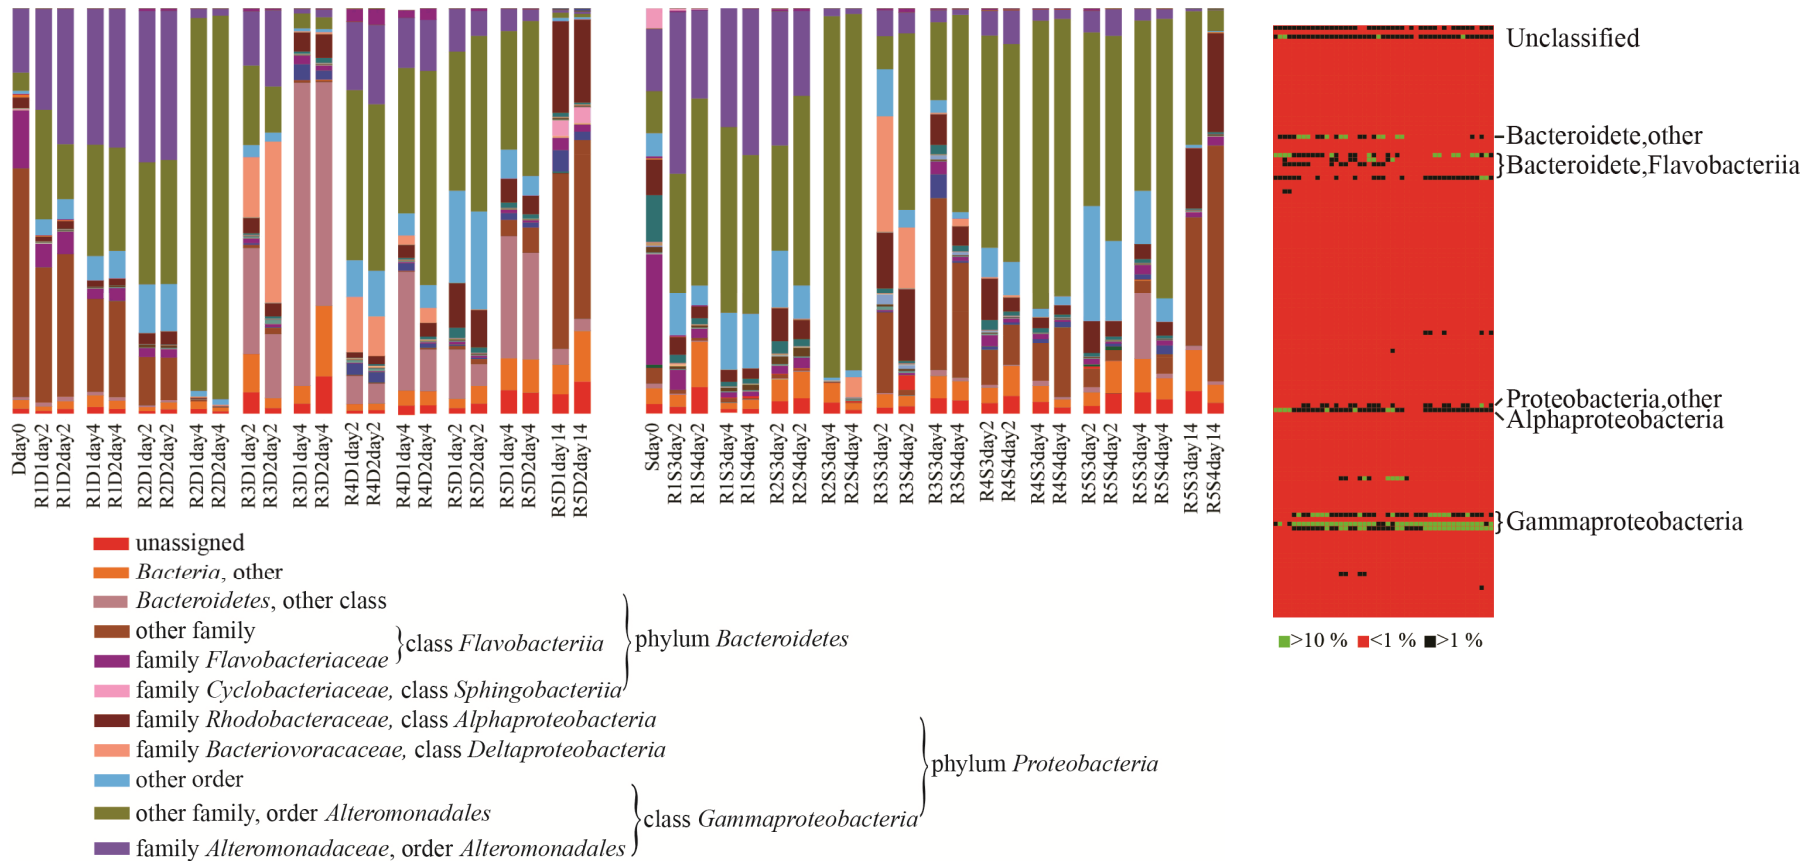 Dday0
R1D1day2
R1D2day2
R1D1day4
R1D1day4
R2D1day2
R2D2day2
R2D1day4
R2D2day4
R3D1day2
R3D2day2
R3D1day4
R3D2day4
R4D1day2
R4D2day2
R4D1day4
R4D2day4
R5D1day2
R5D2day2
R5D1day4
R5D2day4
R5D1day14
R5D2day14
Sday0
R1S3day2
R1S4day2
R1S3day4
R1S4day4
R2S3day2
R2S4day2
R2S3day4
R2S4day4
R3S3day2
R3S4day2
R3S3day4
R3S4day4
R4S3day2
R4S4day2
R4S3day4
R4S4day4
R5S3day2
R5S4day2
R5S3day4
R5S4day4
R5S3day14
R5S4day14
Unclassified
Bacteroidete,other
Bacteroidete,Flavobacteriia
Proteobacteria,other
Alphaproteobacteria
Gammaproteobacteria
>10 % <1 % >1 %
unassigned
Bacteria, other
Bacteroidetes, other class
other family
family Flavobacteriaceae
class Flavobacteriia
phylum Bacteroidetes
family Cyclobacteriaceae, class Sphingobacteriia
family Rhodobacteraceae, class Alphaproteobacteria
family Bacteriovoracaceae, class Deltaproteobacteria
other order
other family, order Alteromonadales
family Alteromonadaceae, order Alteromonadales
class Gammaproteobacteria
phylum Proteobacteria